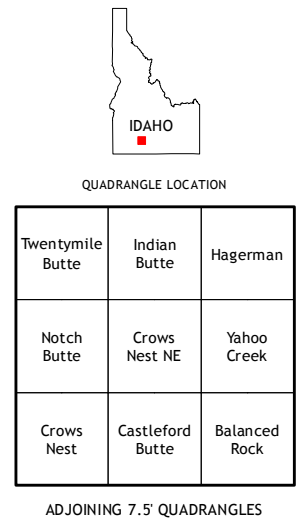 IDAHO
QUADRANGLE LOCATION
Twentymile
Butte
Indian
Butte
Hagerman
Notch
Butte
Crows
Nest NE
Yahoo
Creek
Crows
Nest
Castleford
Butte
Balanced
Rock
ADJOINING 7.5' QUADRANGLES